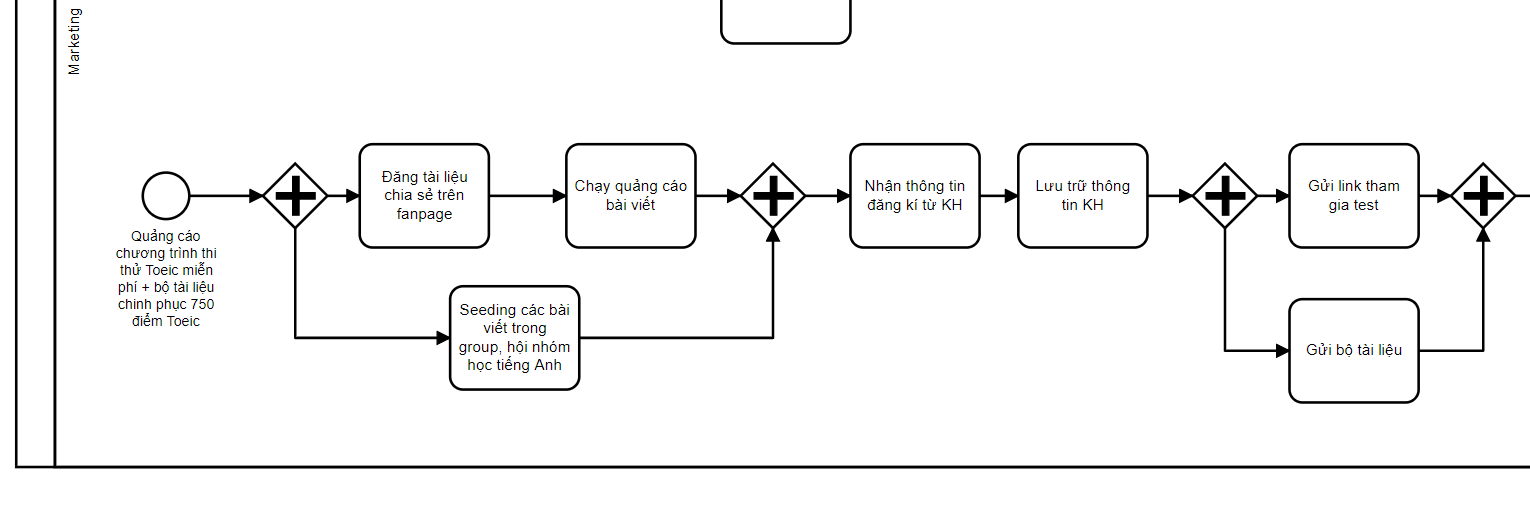 Marketing
Quảng cáo
chương trình thi
thử Toeic miễn
phí + bộ tài liệu
chinh phục 750
điểm Toeic
Đăng tài liệu
chia sẻ trên
fanpage
Seeding các bài
viết trong
group, hội nhóm
học tiếng Anh
Chạy quảng cáo
bài viết
Nhận thông tin
đăng kí từ KH
Lưu trữ thông
tin KH
Gửi link tham
gia test
Gửi bộ tài liệu